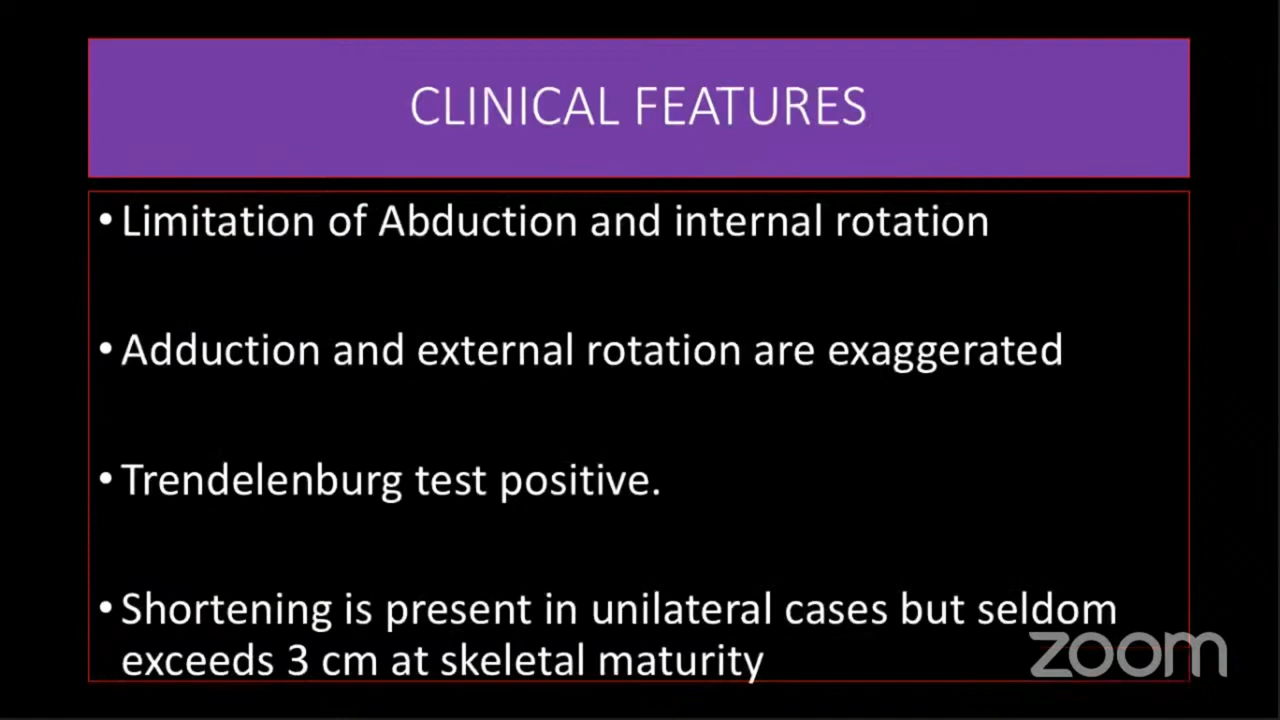 CLINICAL FEATURES
• Limitation of Abduction and internal rotation
• Adduction and external rotation are exaggerated
• Trendelenburg test positive.
• Shortening is present in unilateral cases but seldom
exceeds 3 cm at skeletal maturity
zoom